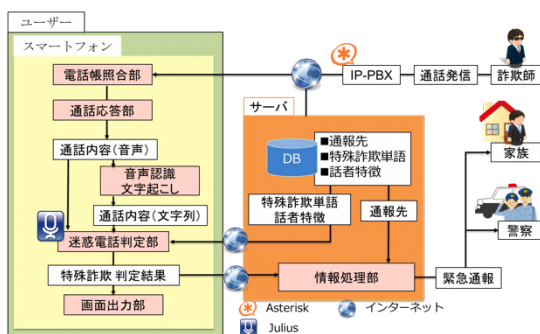 ユーザー
スマートフォン
電話帳照合部
通話応答部
通話内容(音声)
音声認識
文字起こし
通話内容(文字列)
迷惑電話判定部
特殊詐欺 判定結果
画面出力部
IP-PBX
通話発信
詐欺師
サーバ
DB
■通報先
■特殊詐欺単語
■話者特徴
特殊詐欺単語
話者特徴
通報先
情報処理部
家族
警察
緊急通報
Asterisk
インターネット
Julius